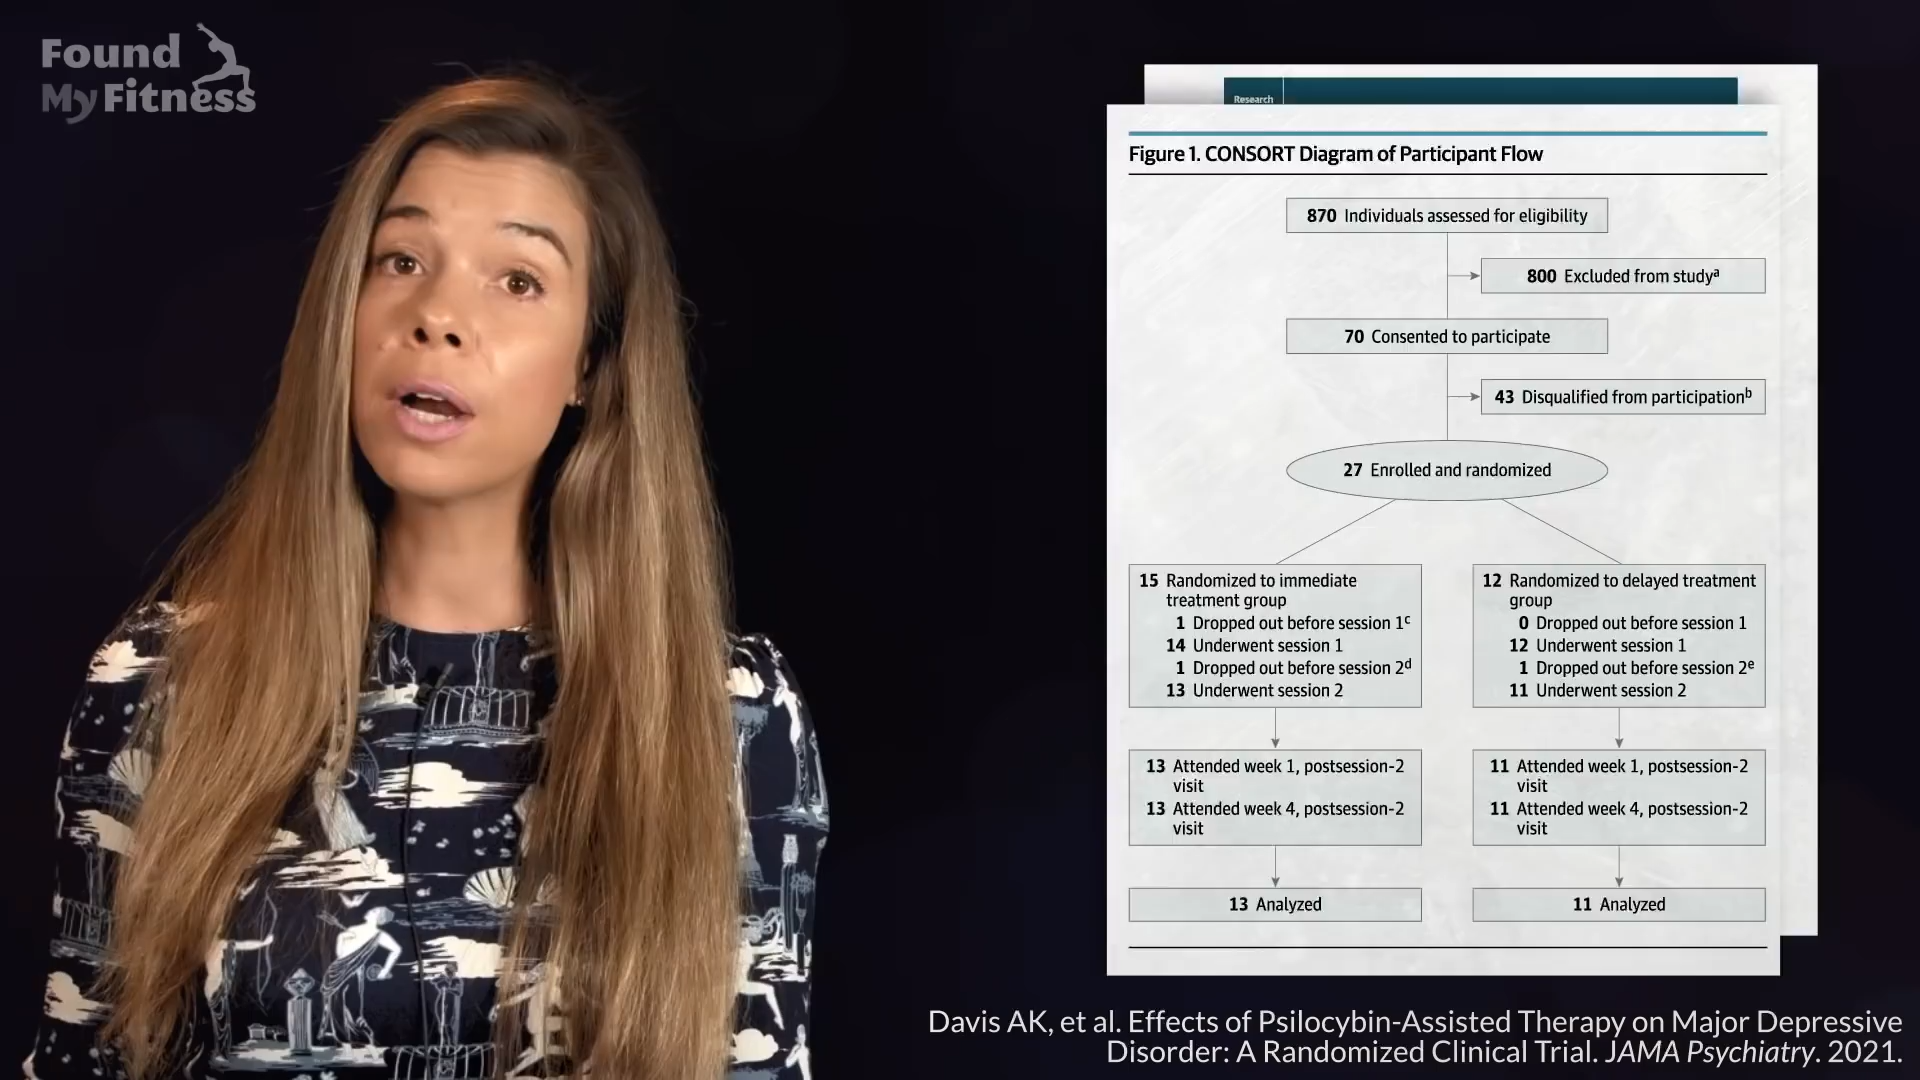 Found
My Fitness
Research
Figure 1. CONSORT Diagram of Participant Flow
870 Individuals assessed for eligibility
800 Excluded from studyᵃ
70 Consented to participate
43 Disqualified from participationᵇ
27 Enrolled and randomized
15 Randomized to immediate
treatment group
1 Dropped out before session 1ᶜ
14 Underwent session 1
1 Dropped out before session 2ᵈ
13 Underwent session 2
12 Randomized to delayed treatment
group
0 Dropped out before session 1
12 Underwent session 1
1 Dropped out before session 2ᵉ
11 Underwent session 2
13 Attended week 1, postsession-2
visit
13 Attended week 4, postsession-2
visit
11 Attended week 1, postsession-2
visit
11 Attended week 4, postsession-2
visit
13 Analyzed
11 Analyzed
Davis AK, et al. Effects of Psilocybin-Assisted Therapy on Major Depressive
Disorder: A Randomized Clinical Trial. JAMA Psychiatry. 2021.